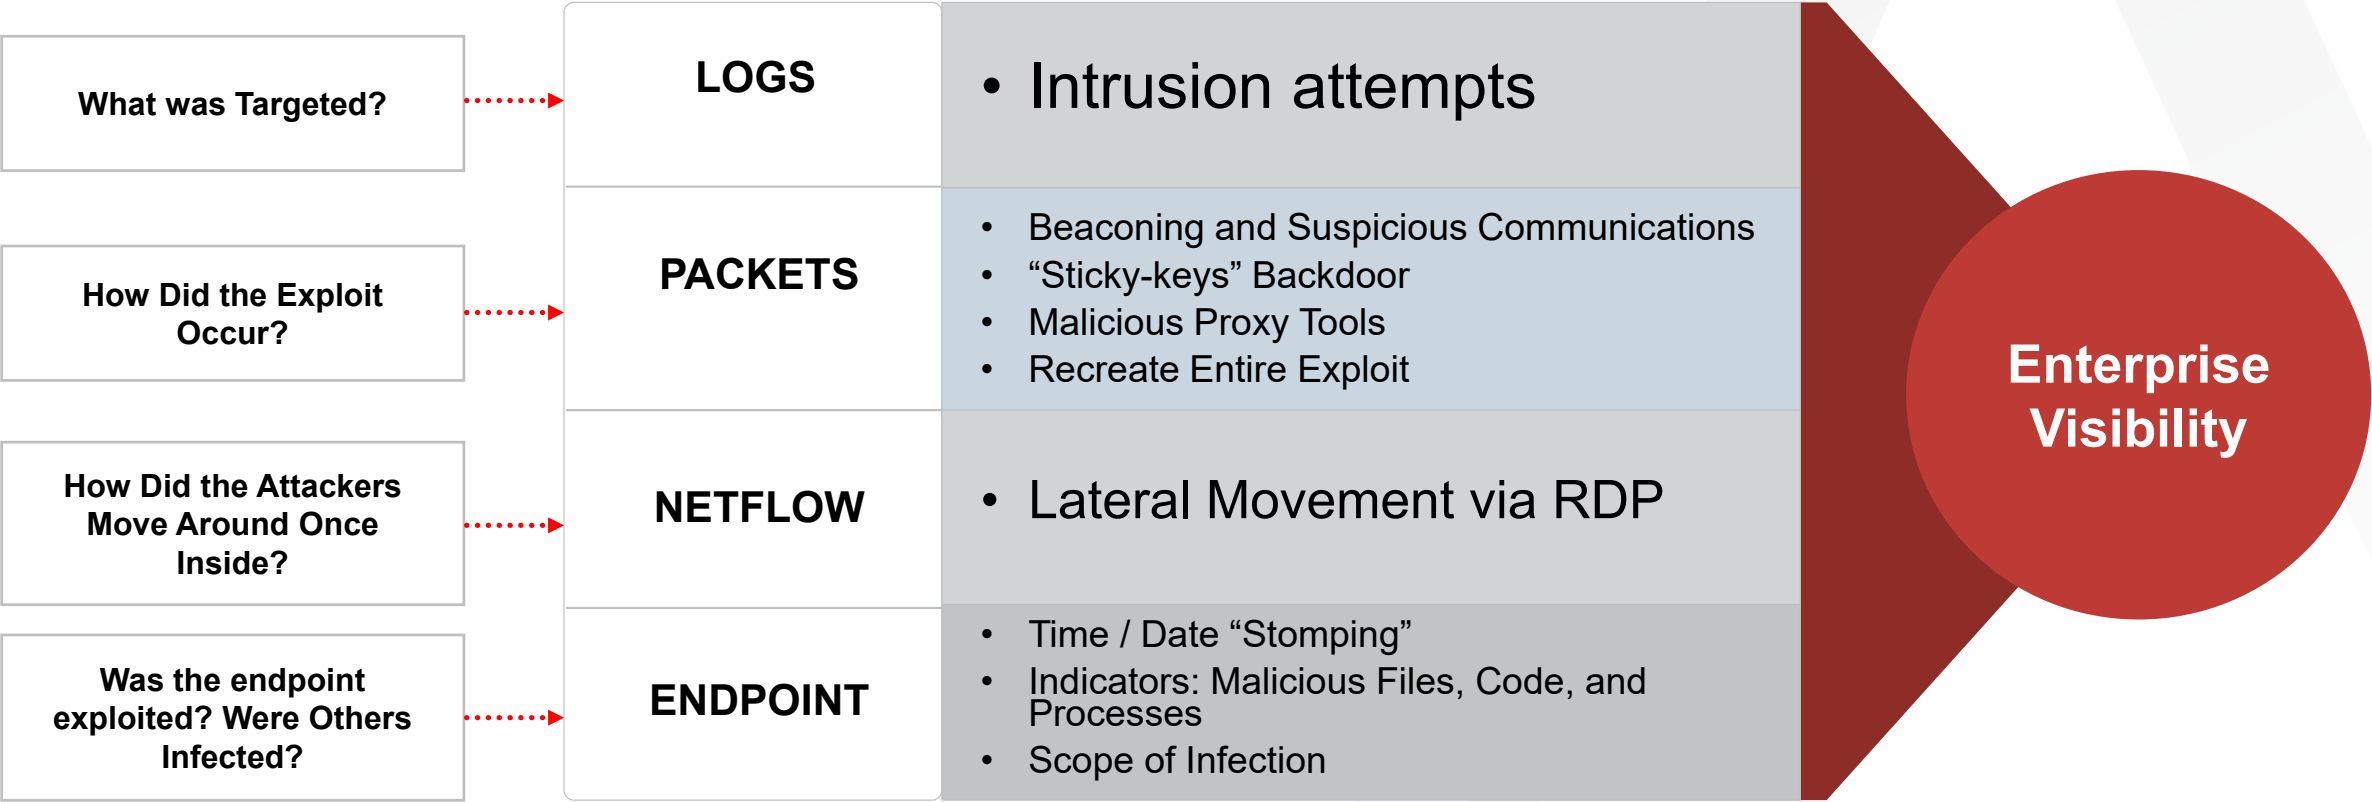 What was Targeted?
LOGS
• Intrusion attempts
How Did the Exploit
Occur?
PACKETS
• Beaconing and Suspicious Communications
• “Sticky-keys” Backdoor
• Malicious Proxy Tools
• Recreate Entire Exploit
How Did the Attackers
Move Around Once
Inside?
NETFLOW
• Lateral Movement via RDP
Was the endpoint
exploited? Were Others
Infected?
ENDPOINT
• Time / Date “Stomping”
• Indicators: Malicious Files, Code, and
Processes
• Scope of Infection
Enterprise
Visibility